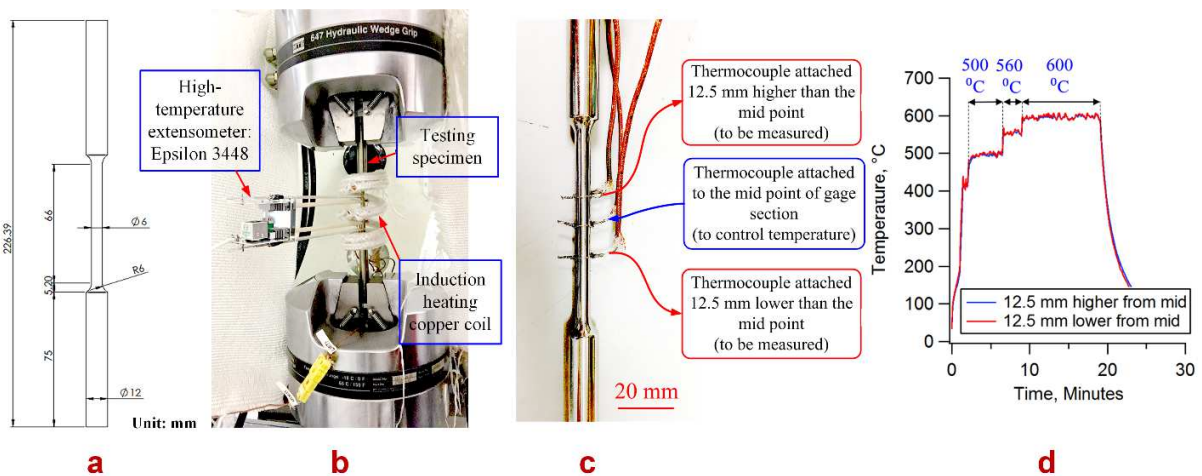 226.39
66
5.20
75
Ø6
R6
Ø12
Unit: mm
a
647 Hydraulic Wedge Grip
High-
temperature
extensometer:
Epsilon 3448
Testing
specimen
Induction
heating
copper coil
b
Thermocouple attached
12.5 mm higher than the
mid point
(to be measured)
Thermocouple attached
to the mid point of gage
section
(to control temperature)
Thermocouple attached
12.5 mm lower than the
mid point
(to be measured)
20 mm
c
500 560 600
⁰C ⁰C ⁰C
Temperature, °C
700
600
500
400
300
200
100
0
12.5 mm higher from mid
12.5 mm lower from mid
0 10 20 30
Time, Minutes
d